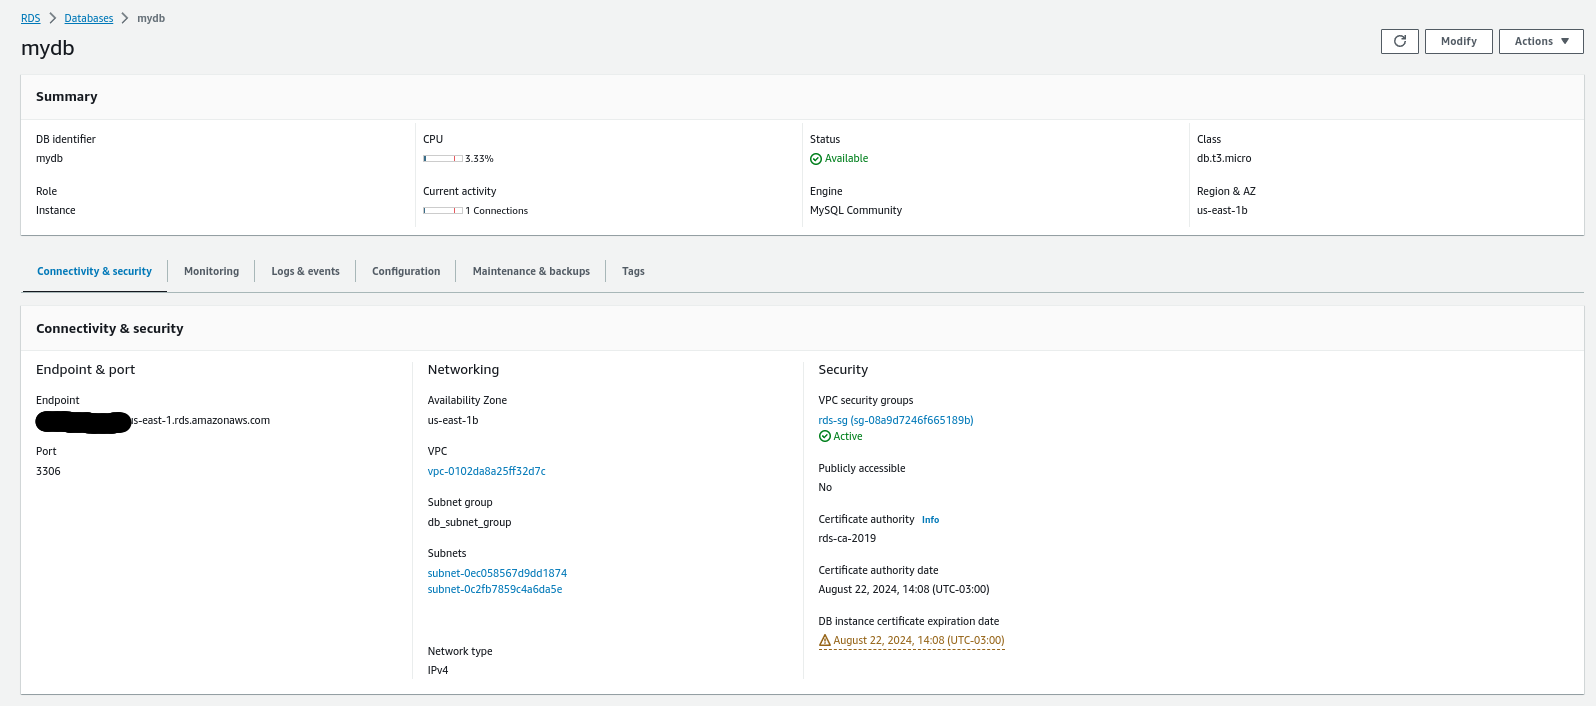 RDS > Databases > mydb
mydb
Modify
Actions
Summary
DB identifier
mydb
CPU
3.33%
Status
Available
Class
db.t3.micro
Role
Instance
Current activity
1 Connections
Engine
MySQL Community
Region & AZ
us-east-1b
Connectivity & security
Monitoring
Logs & events
Configuration
Maintenance & backups
Tags
Connectivity & security
Endpoint & port
Endpoint
us-east-1.rds.amazonaws.com
Port
3306
Networking
Availability Zone
us-east-1b
VPC
vpc-0102da8a25ff32d7c
Subnet group
db_subnet_group
Subnets
subnet-0ec058567d9dd1874
subnet-0c2fb7859c4a6da5e
Network type
IPv4
Security
VPC security groups
rds-sg (sg-08a9d7246f665189b)
Active
Publicly accessible
No
Certificate authority Info
rds-ca-2019
Certificate authority date
August 22, 2024, 14:08 (UTC-03:00)
DB instance certificate expiration date
August 22, 2024, 14:08 (UTC-03:00)